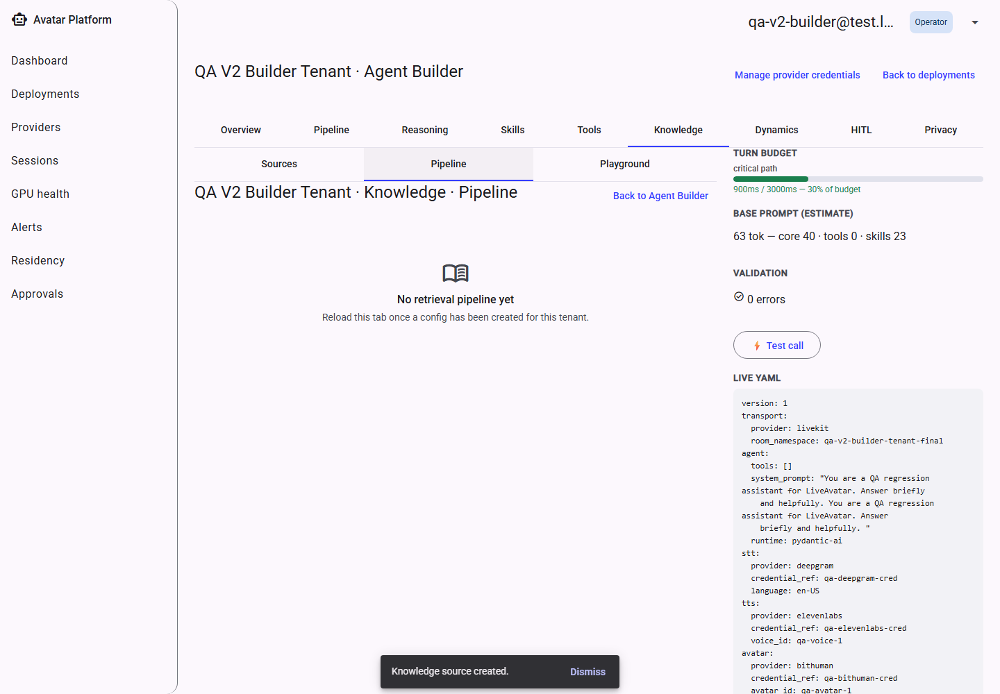 Avatar Platform
Dashboard
Deployments
Providers
Sessions
GPU health
Alerts
Residency
Approvals
qa-v2-builder@test.l...
Operator
QA V2 Builder Tenant · Agent Builder
Manage provider credentials
Back to deployments
Overview
Pipeline
Reasoning
Skills
Tools
Knowledge
Dynamics
HITL
Privacy
Sources
Pipeline
Playground
QA V2 Builder Tenant · Knowledge · Pipeline
Back to Agent Builder
No retrieval pipeline yet
Reload this tab once a config has been created for this tenant.
TURN BUDGET
critical path
900ms / 3000ms — 30% of budget
BASE PROMPT (ESTIMATE)
63 tok — core 40 · tools 0 · skills 23
VALIDATION
0 errors
Test call
LIVE YAML
version: 1
transport:
  provider: livekit
  room_namespace: qa-v2-builder-tenant-final
agent:
  tools: []
  system_prompt: "You are a QA regression
assistant for LiveAvatar. Answer briefly
    and helpfully. You are a QA regression
assistant for LiveAvatar. Answer
    briefly and helpfully. "
  runtime: pydantic-ai
stt:
  provider: deepgram
  credential_ref: qa-deepgram-cred
  language: en-US
tts:
  provider: elevenlabs
  credential_ref: qa-elevenlabs-cred
  voice_id: qa-voice-1
avatar:
  provider: bithuman
  credential_ref: qa-bithuman-cred
  avatar_id: qa-avatar-1
Knowledge source created.
Dismiss